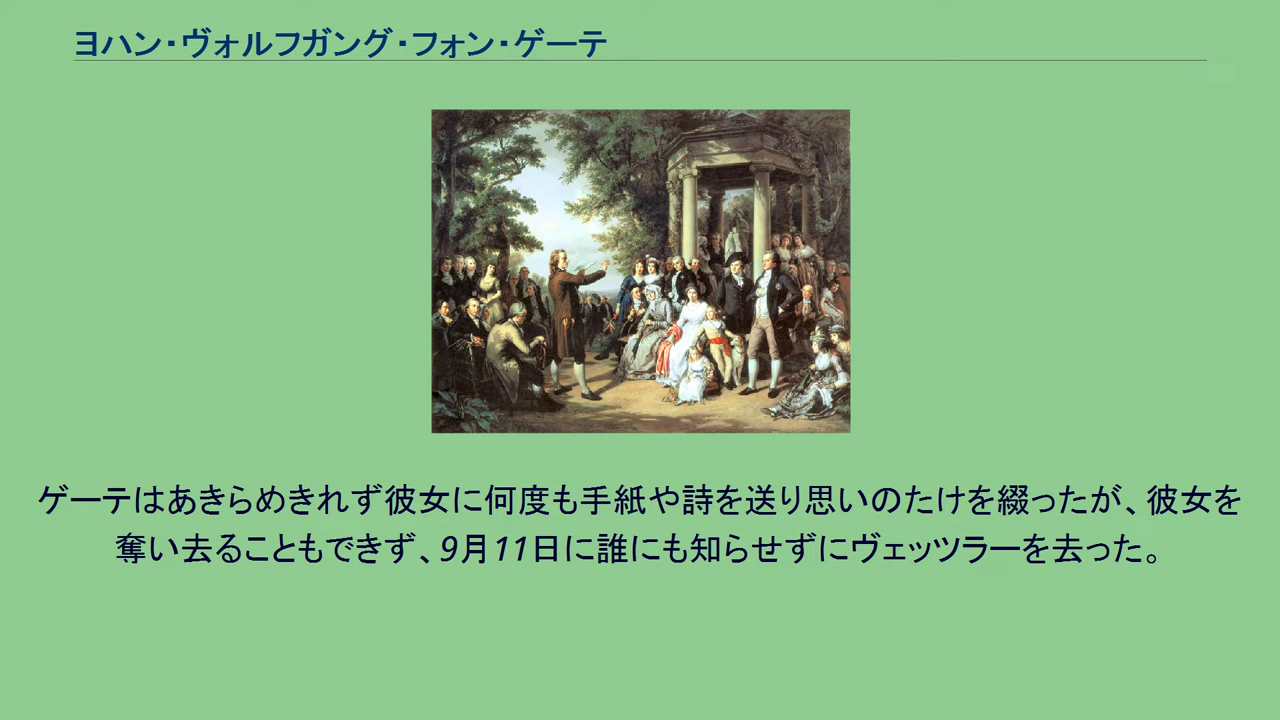 ヨハン・ヴォルフガング・フォン・ゲーテ
ゲーテはあきらめきれず彼女に何度も手紙や詩を送り思いのたけを綴ったが、彼女を
奪い去ることもできず、9月11日に誰にも知らせずにヴェッツラーを去った。